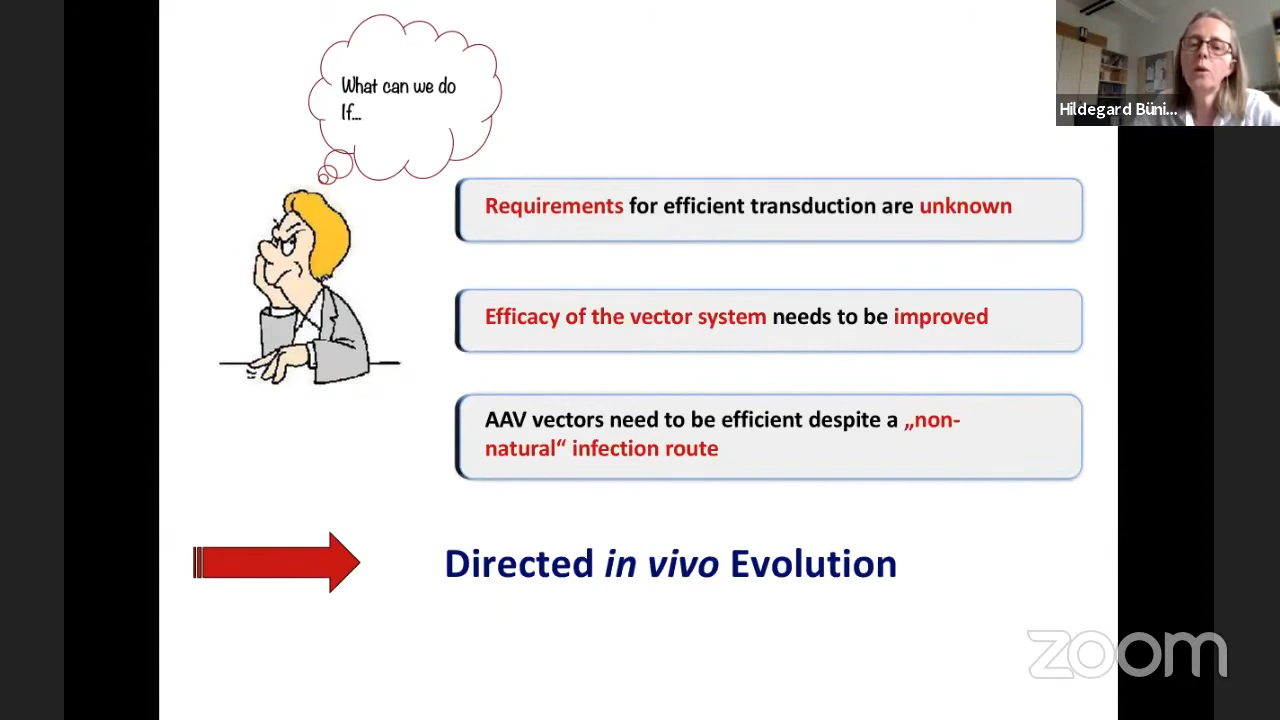 What can we do
If...
Hildegard Büni...
Requirements for efficient transduction are unknown
Efficacy of the vector system needs to be improved
AAV vectors need to be efficient despite a „non-
natural“ infection route
Directed in vivo Evolution
zoom